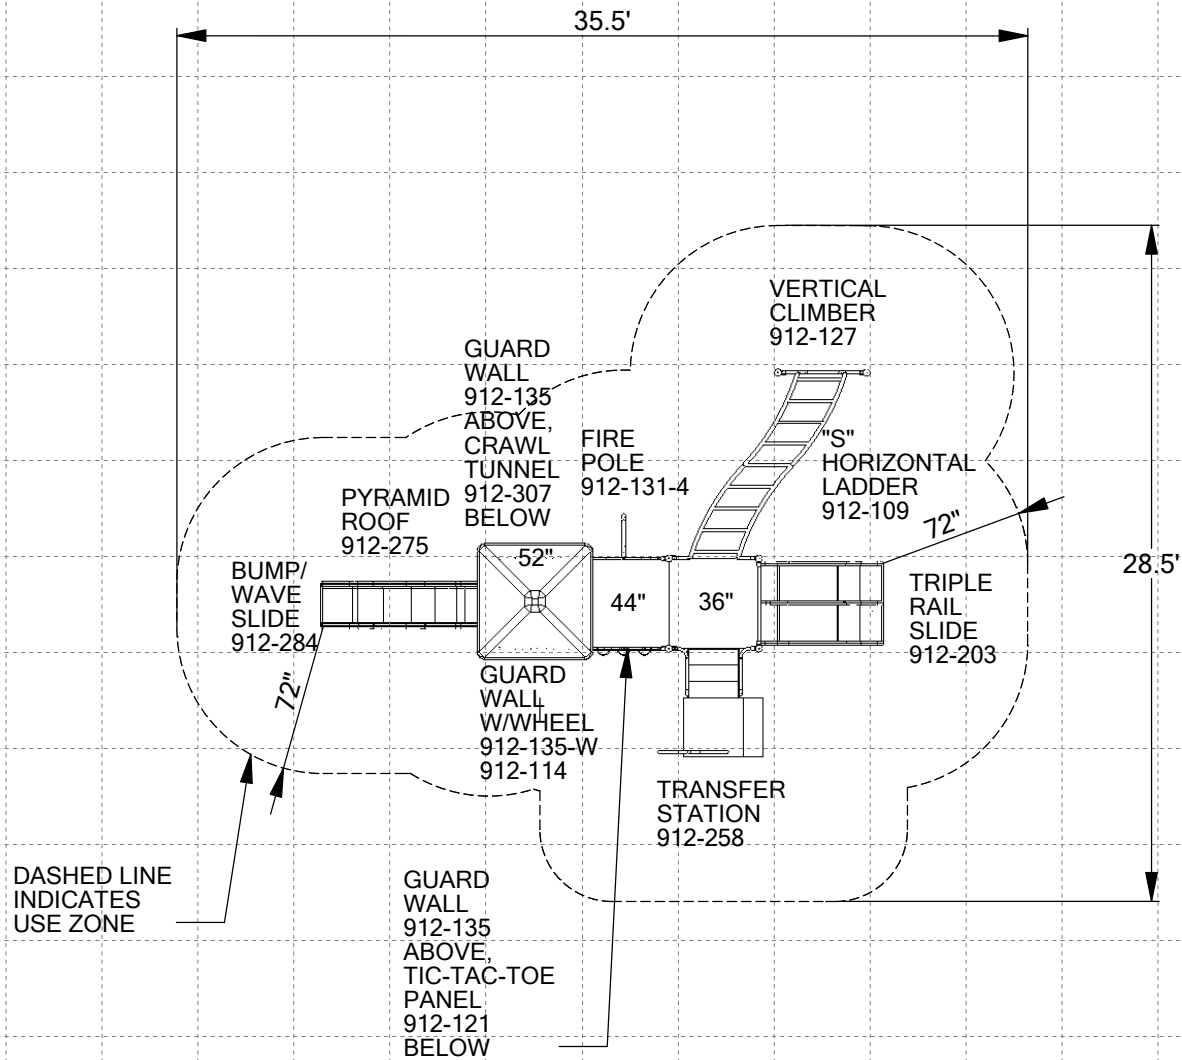 35.5'
VERTICAL
CLIMBER
912-127
GUARD
WALL
912-135
ABOVE,
CRAWL
TUNNEL
912-307
BELOW
FIRE
POLE
912-131-4
"S"
HORIZONTAL
LADDER
912-109
PYRAMID
ROOF
912-275
72"
28.5'
BUMP/
WAVE
SLIDE
912-284
52"
44"
36"
TRIPLE
RAIL
SLIDE
912-203
72"
GUARD
WALL
W/WHEEL
912-135-W
912-114
TRANSFER
STATION
912-258
DASHED LINE
INDICATES
USE ZONE
GUARD
WALL
912-135
ABOVE,
TIC-TAC-TOE
PANEL
912-121
BELOW